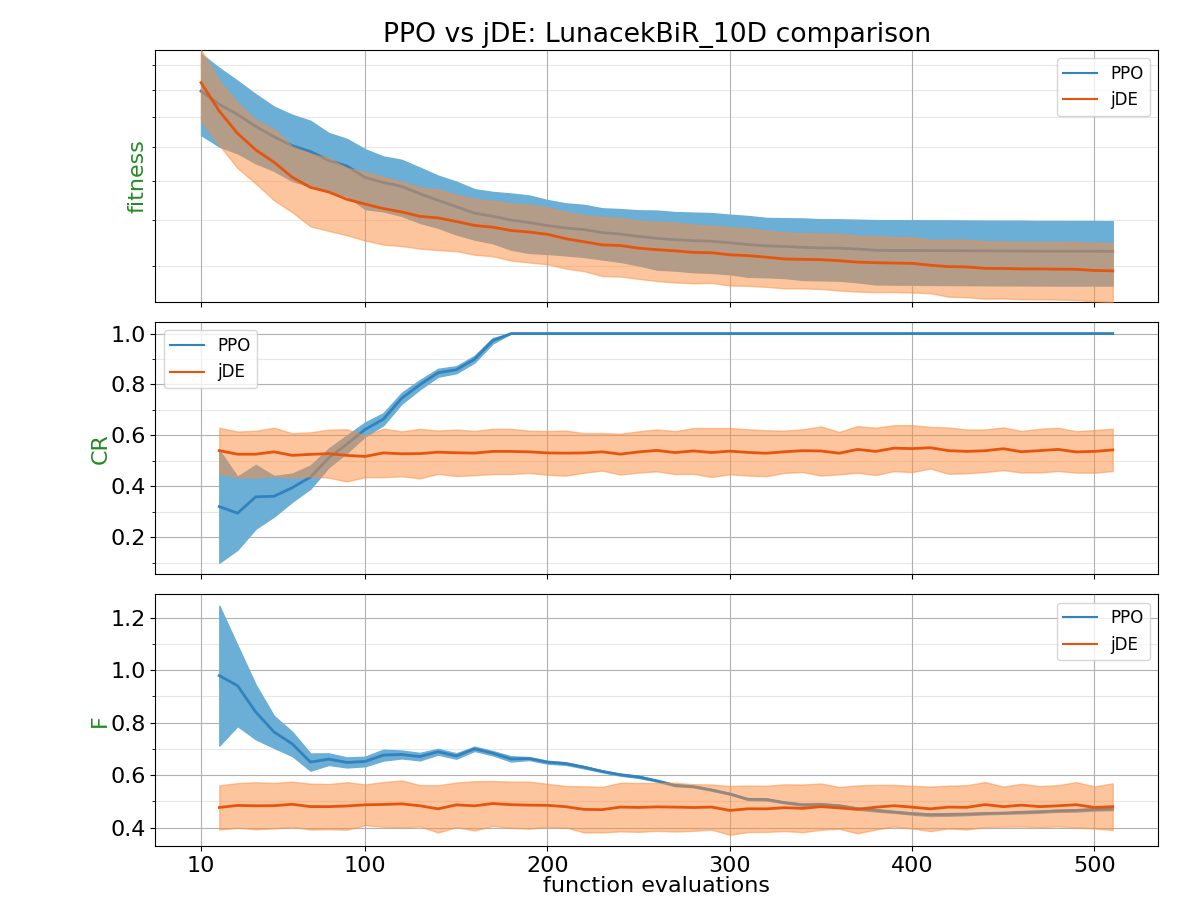 PPO vs jDE: LunacekBiR_10D comparison
fitness
PPO
jDE
CR
1.0
0.8
0.6
0.4
0.2
PPO
jDE
F
1.2
1.0
0.8
0.6
0.4
PPO
jDE
10 100 200 300 400 500
function evaluations